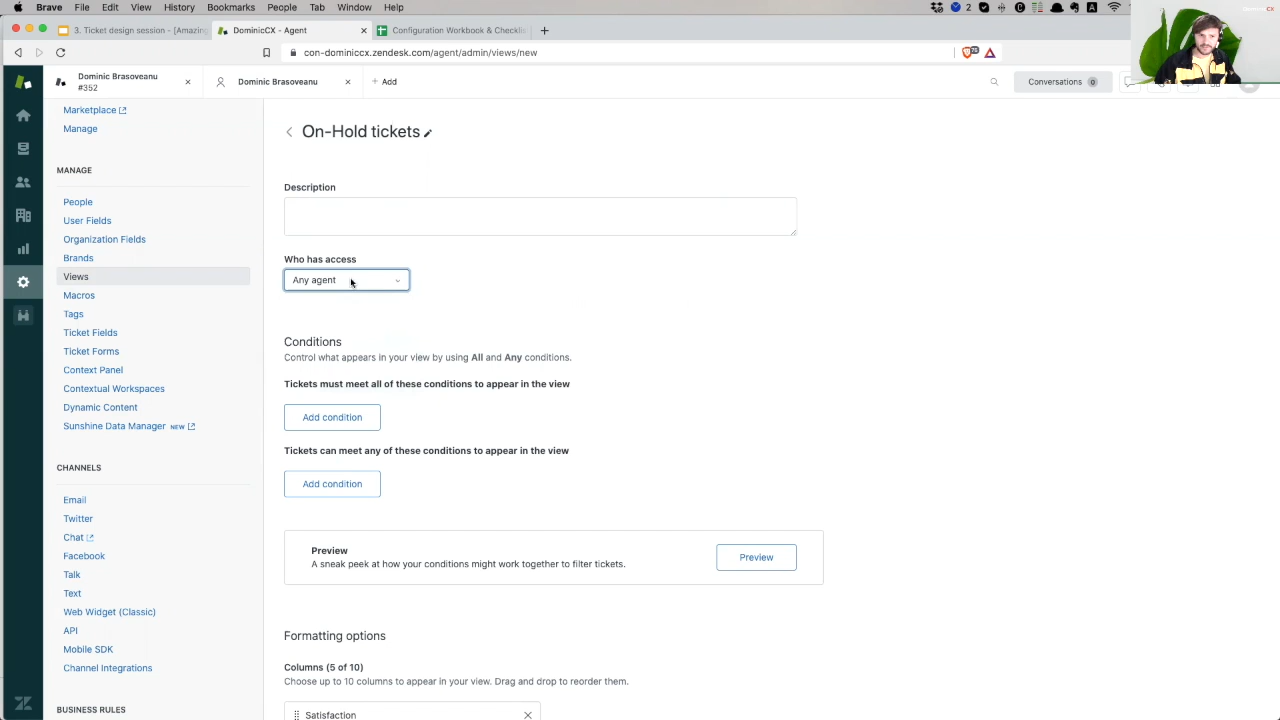 Brave File Edit View History Bookmarks People Tab Window Help
3. Ticket design session - [Amazing
DominicCX - Agent
Configuration Workbook & Checkli
con-dominiccx.zendesk.com/agent/admin/views/new
Dominic Brasoveanu
#352
Dominic Brasoveanu
+ Add
Conversations 0
Marketplace
Manage
MANAGE
People
User Fields
Organization Fields
Brands
Views
Macros
Tags
Ticket Fields
Ticket Forms
Context Panel
Contextual Workspaces
Dynamic Content
Sunshine Data Manager NEW
CHANNELS
Email
Twitter
Chat
Facebook
Talk
Text
Web Widget (Classic)
API
Mobile SDK
Channel Integrations
BUSINESS RULES
On-Hold tickets
Description
Who has access
Any agent
Conditions
Control what appears in your view by using All and Any conditions.
Tickets must meet all of these conditions to appear in the view
Add condition
Tickets can meet any of these conditions to appear in the view
Add condition
Preview
A sneak peek at how your conditions might work together to filter tickets.
Preview
Formatting options
Columns (5 of 10)
Choose up to 10 columns to appear in your view. Drag and drop to reorder them.
Satisfaction